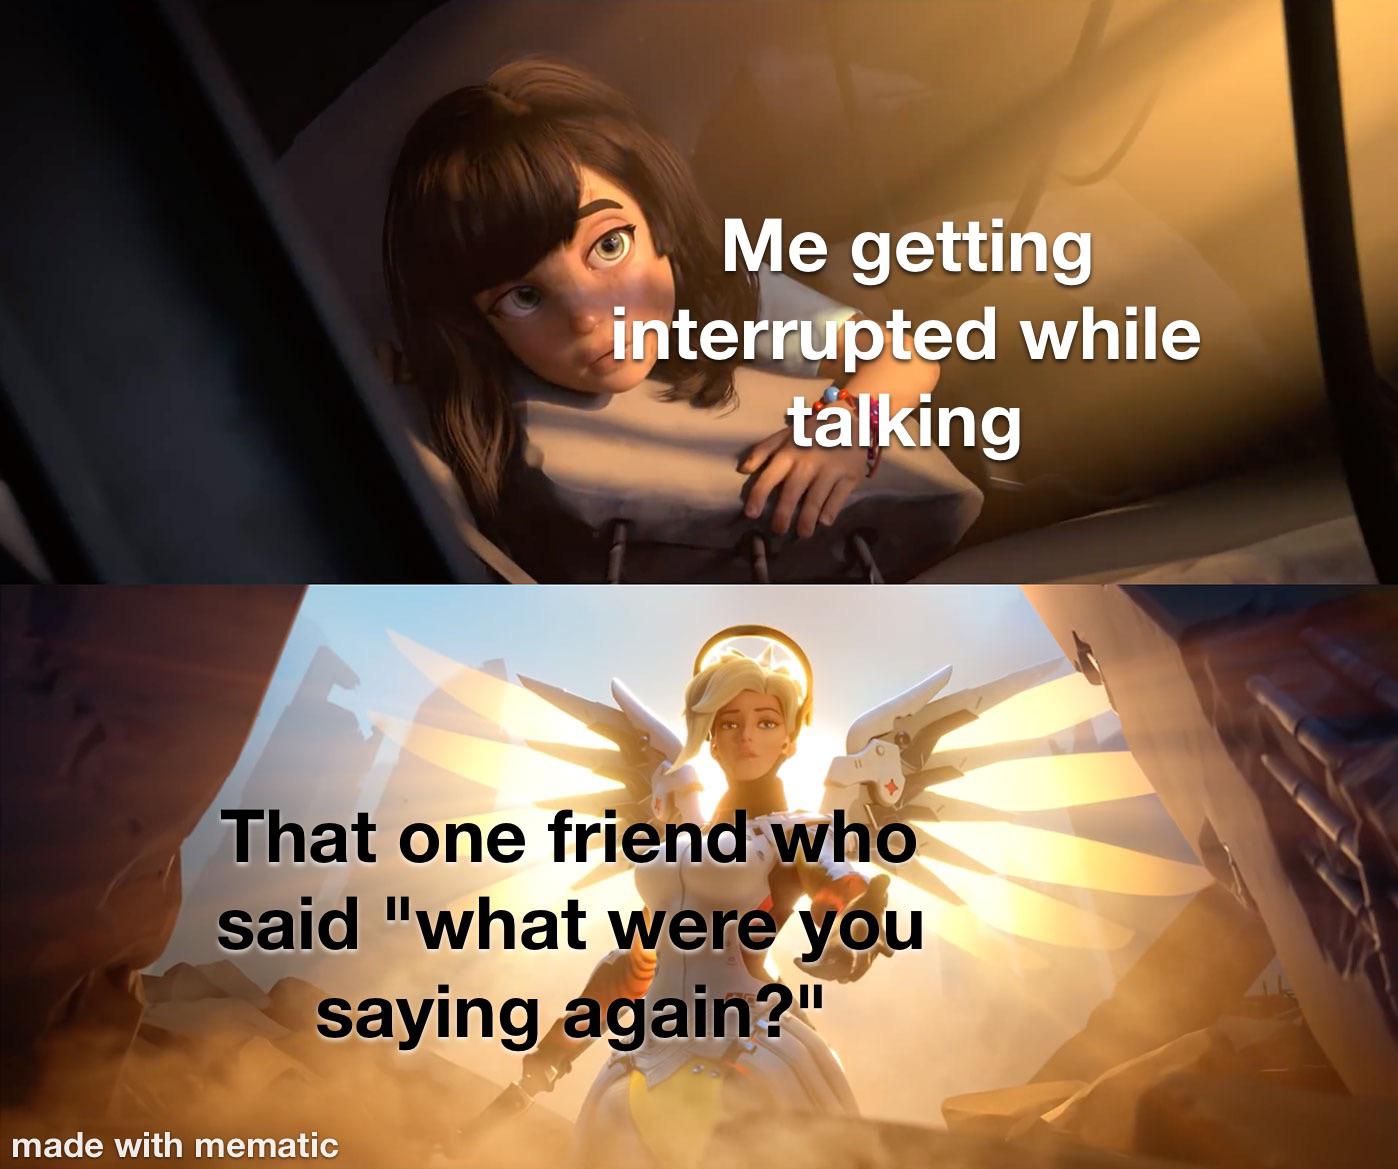 Me getting
interrupted while
talking
That one friend who
said "what were you
saying again?"
made with mematic